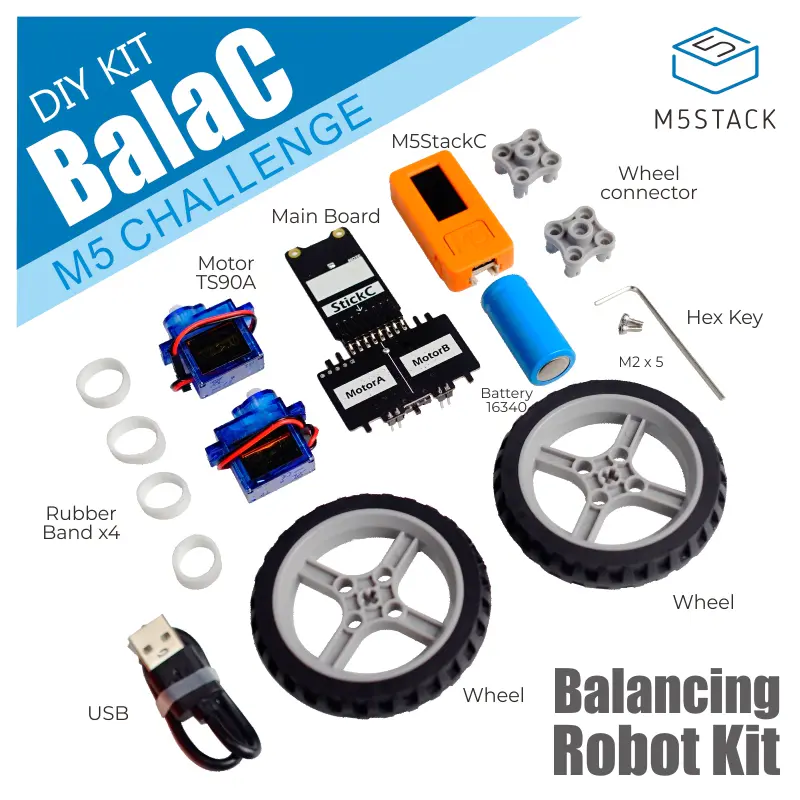 DIY KIT
BalaC
M5 CHALLENGE
5
M5STACK
M5StackC
Wheel
connector
Main Board
Motor
TS90A
StickC
MotorA
MotorB
Hex Key
M2 x 5
Battery
16340
Rubber
Band x4
Wheel
Wheel
USB
Balancing
Robot Kit